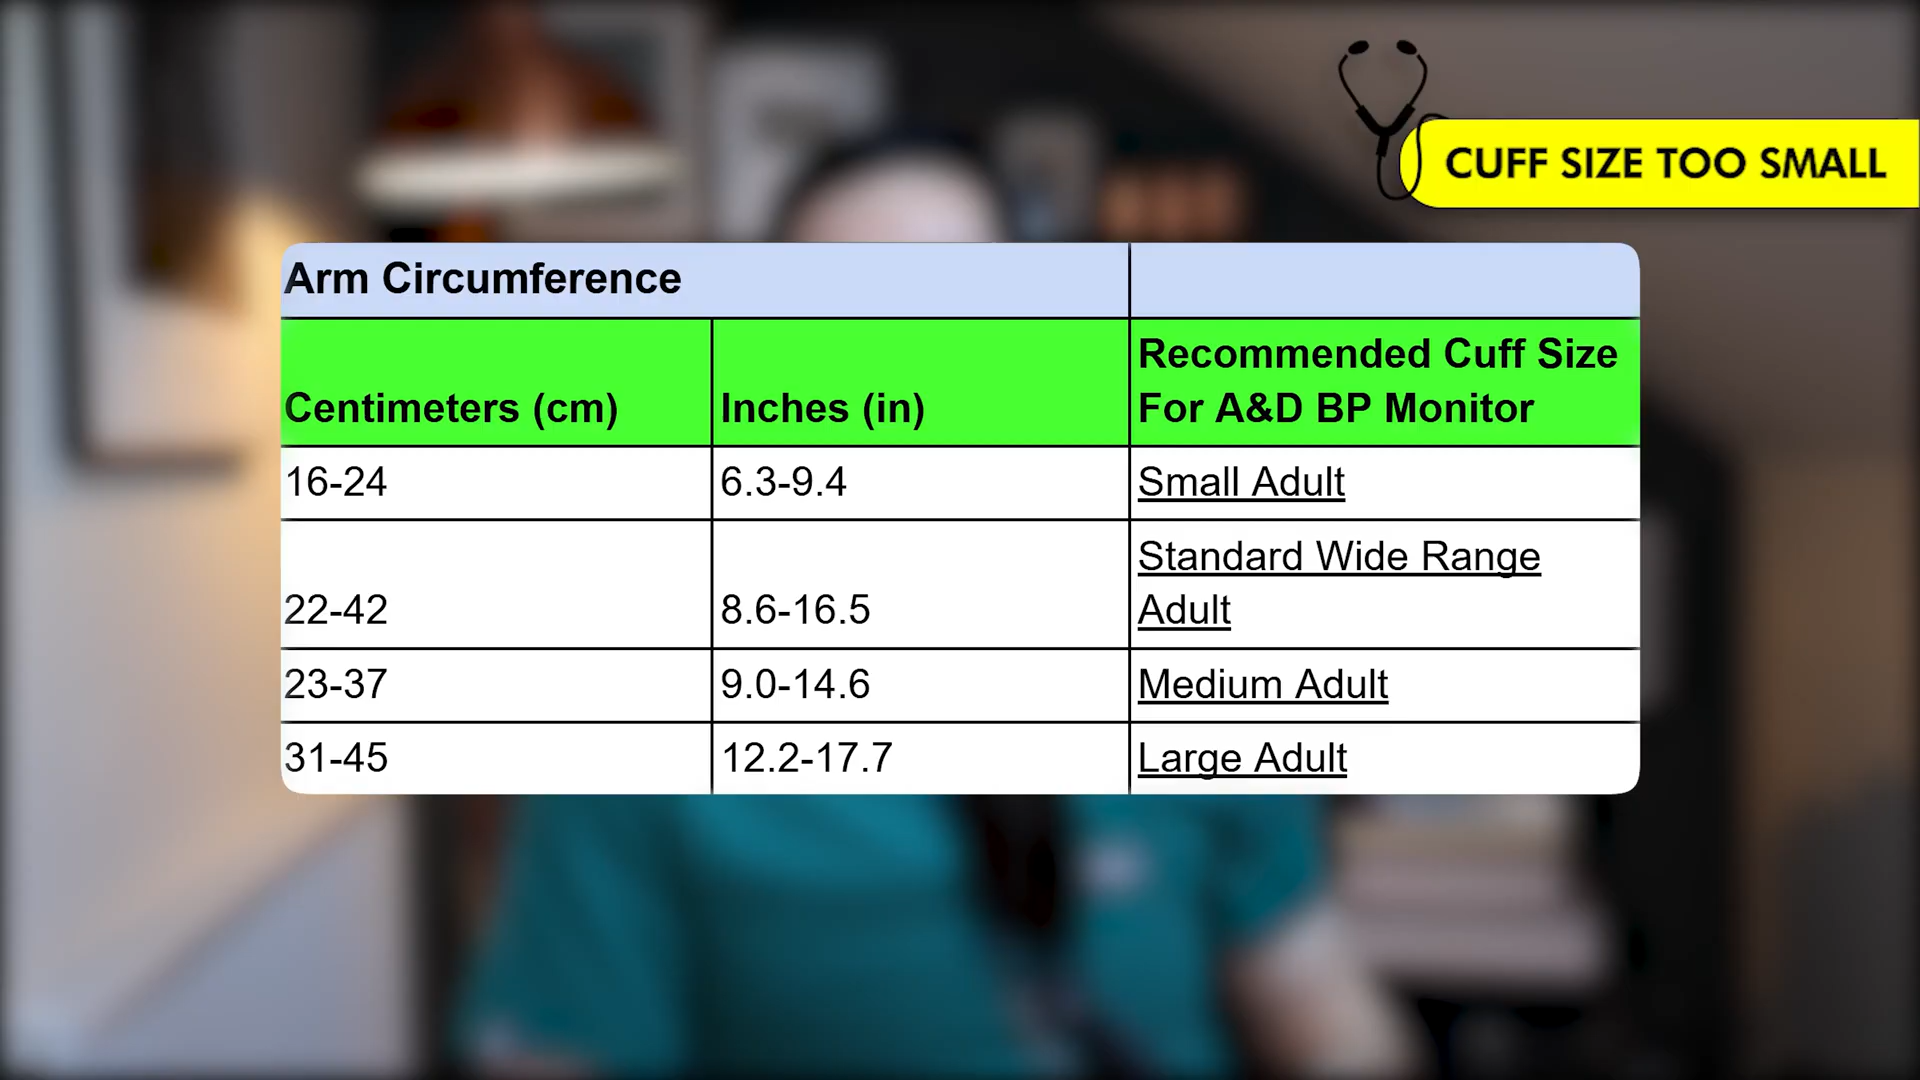 CUFF SIZE TOO SMALL
Arm Circumference
Centimeters (cm)
Inches (in)
Recommended Cuff Size
For A&D BP Monitor
16-24
6.3-9.4
Small Adult
22-42
8.6-16.5
Standard Wide Range
Adult
23-37
9.0-14.6
Medium Adult
31-45
12.2-17.7
Large Adult